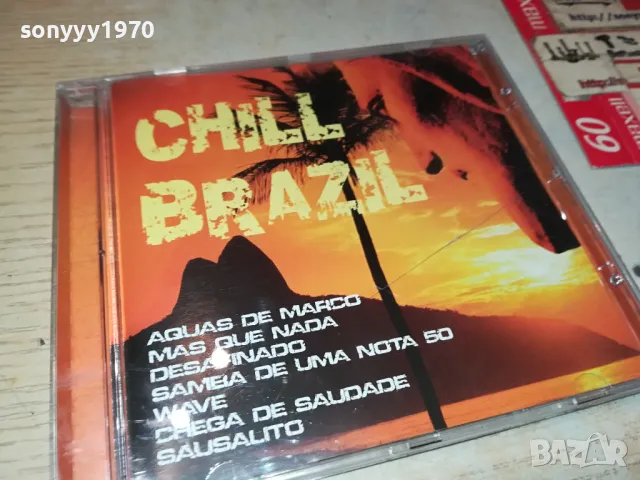 sonyyy1970
CHILL
BRAZIL
AQUAS DE MARCO
MAS QUE NADA
DESAFINADO
SAMBA DE UMA NOTA 50
WAVE
CHEGA DE SAUDADE
SAUSALITO
60
BAZAR